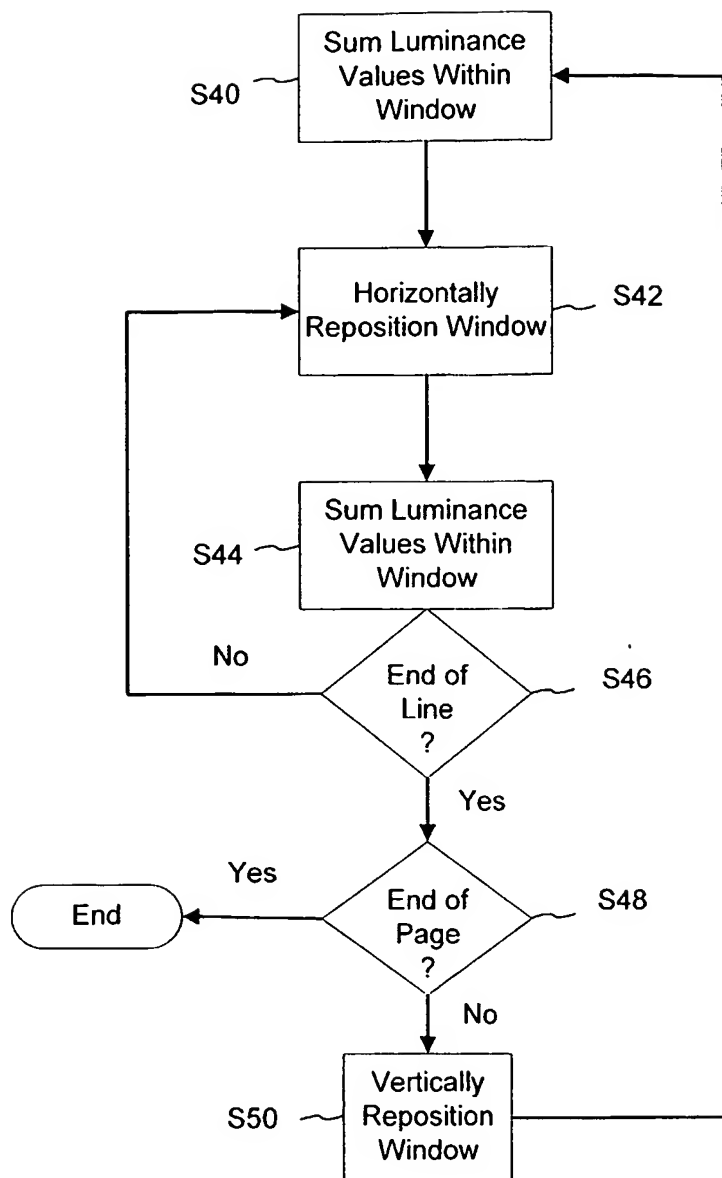 Sum Luminance
Values Within
Window
S40
Horizontally
Reposition Window
S42
Sum Luminance
Values Within
Window
S44
No
End of
Line
?
S46
Yes
Yes
End
End of
Page
?
S48
No
Vertically
Reposition
Window
S50